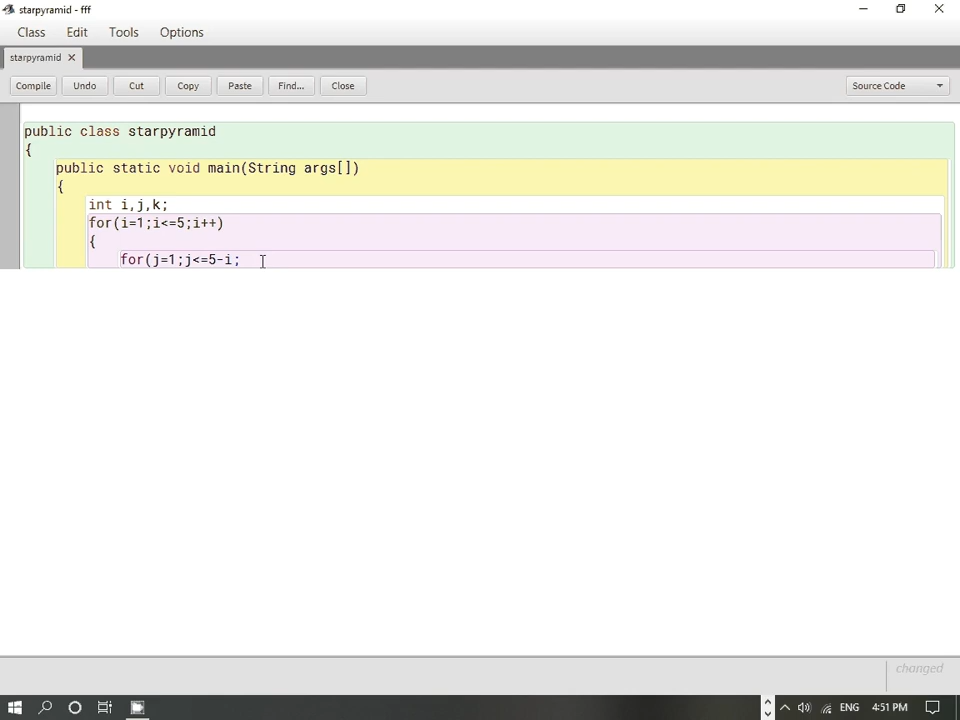 starpyramid - fff
Class Edit Tools Options
starpyramid
Compile Undo Cut Copy Paste Find... Close Source Code
public class starpyramid
{
public static void main(String args[])
{
int i,j,k;
for(i=1;i<=5;i++)
{
for(j=1;j<=5-i;
changed
ENG 4:51 PM